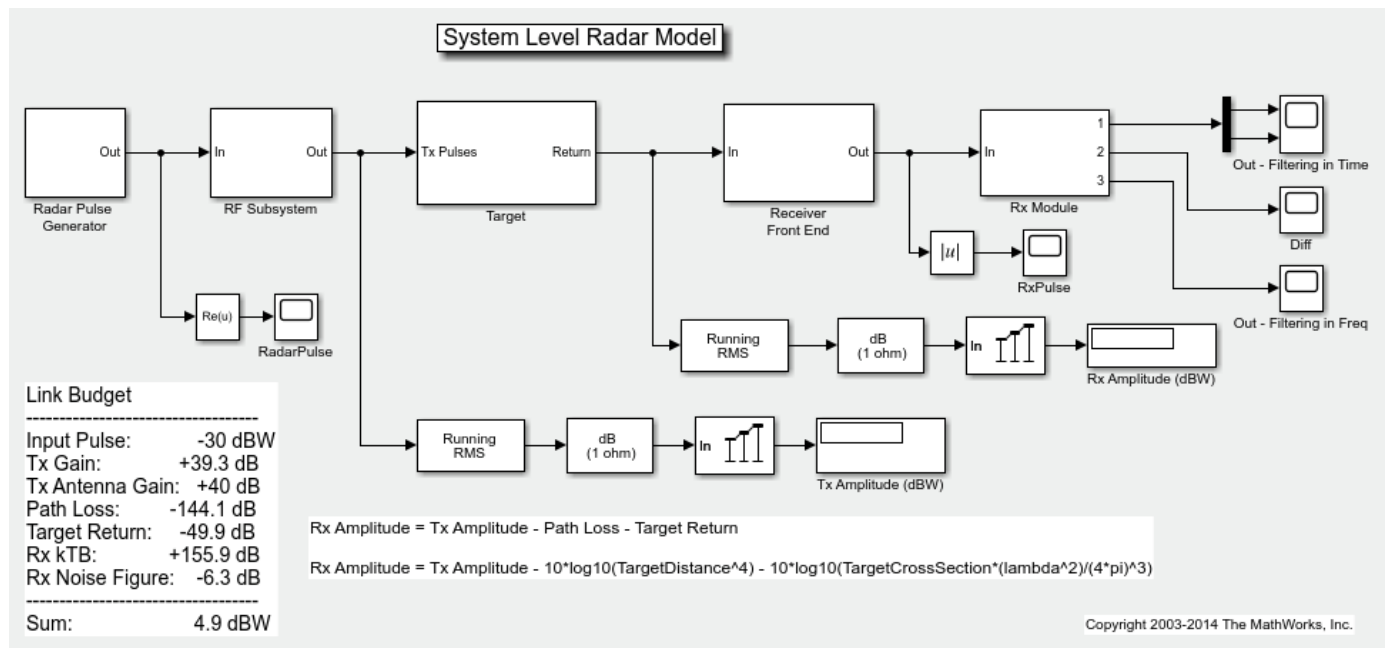 System Level Radar Model
Out
Radar Pulse
Generator
In
Out
RF Subsystem
Tx Pulses
Return
Target
In
Out
Receiver
Front End
In
1
2
3
Rx Module
Out - Filtering in Time
Diff
Out - Filtering in Freq
|u|
RxPulse
Re(u)
RadarPulse
Running
RMS
dB
(1 ohm)
In
Rx Amplitude (dBW)
Running
RMS
dB
(1 ohm)
In
Tx Amplitude (dBW)
Link Budget
-----------------------------------
Input Pulse: -30 dBW
Tx Gain: +39.3 dB
Tx Antenna Gain: +40 dB
Path Loss: -144.1 dB
Target Return: -49.9 dB
Rx kTB: +155.9 dB
Rx Noise Figure: -6.3 dB
-----------------------------------
Sum: 4.9 dBW
Rx Amplitude = Tx Amplitude - Path Loss - Target Return
Rx Amplitude = Tx Amplitude - 10*log10(TargetDistance^4) - 10*log10(TargetCrossSection*(lambda^2)/(4*pi)^3)
Copyright 2003-2014 The MathWorks, Inc.